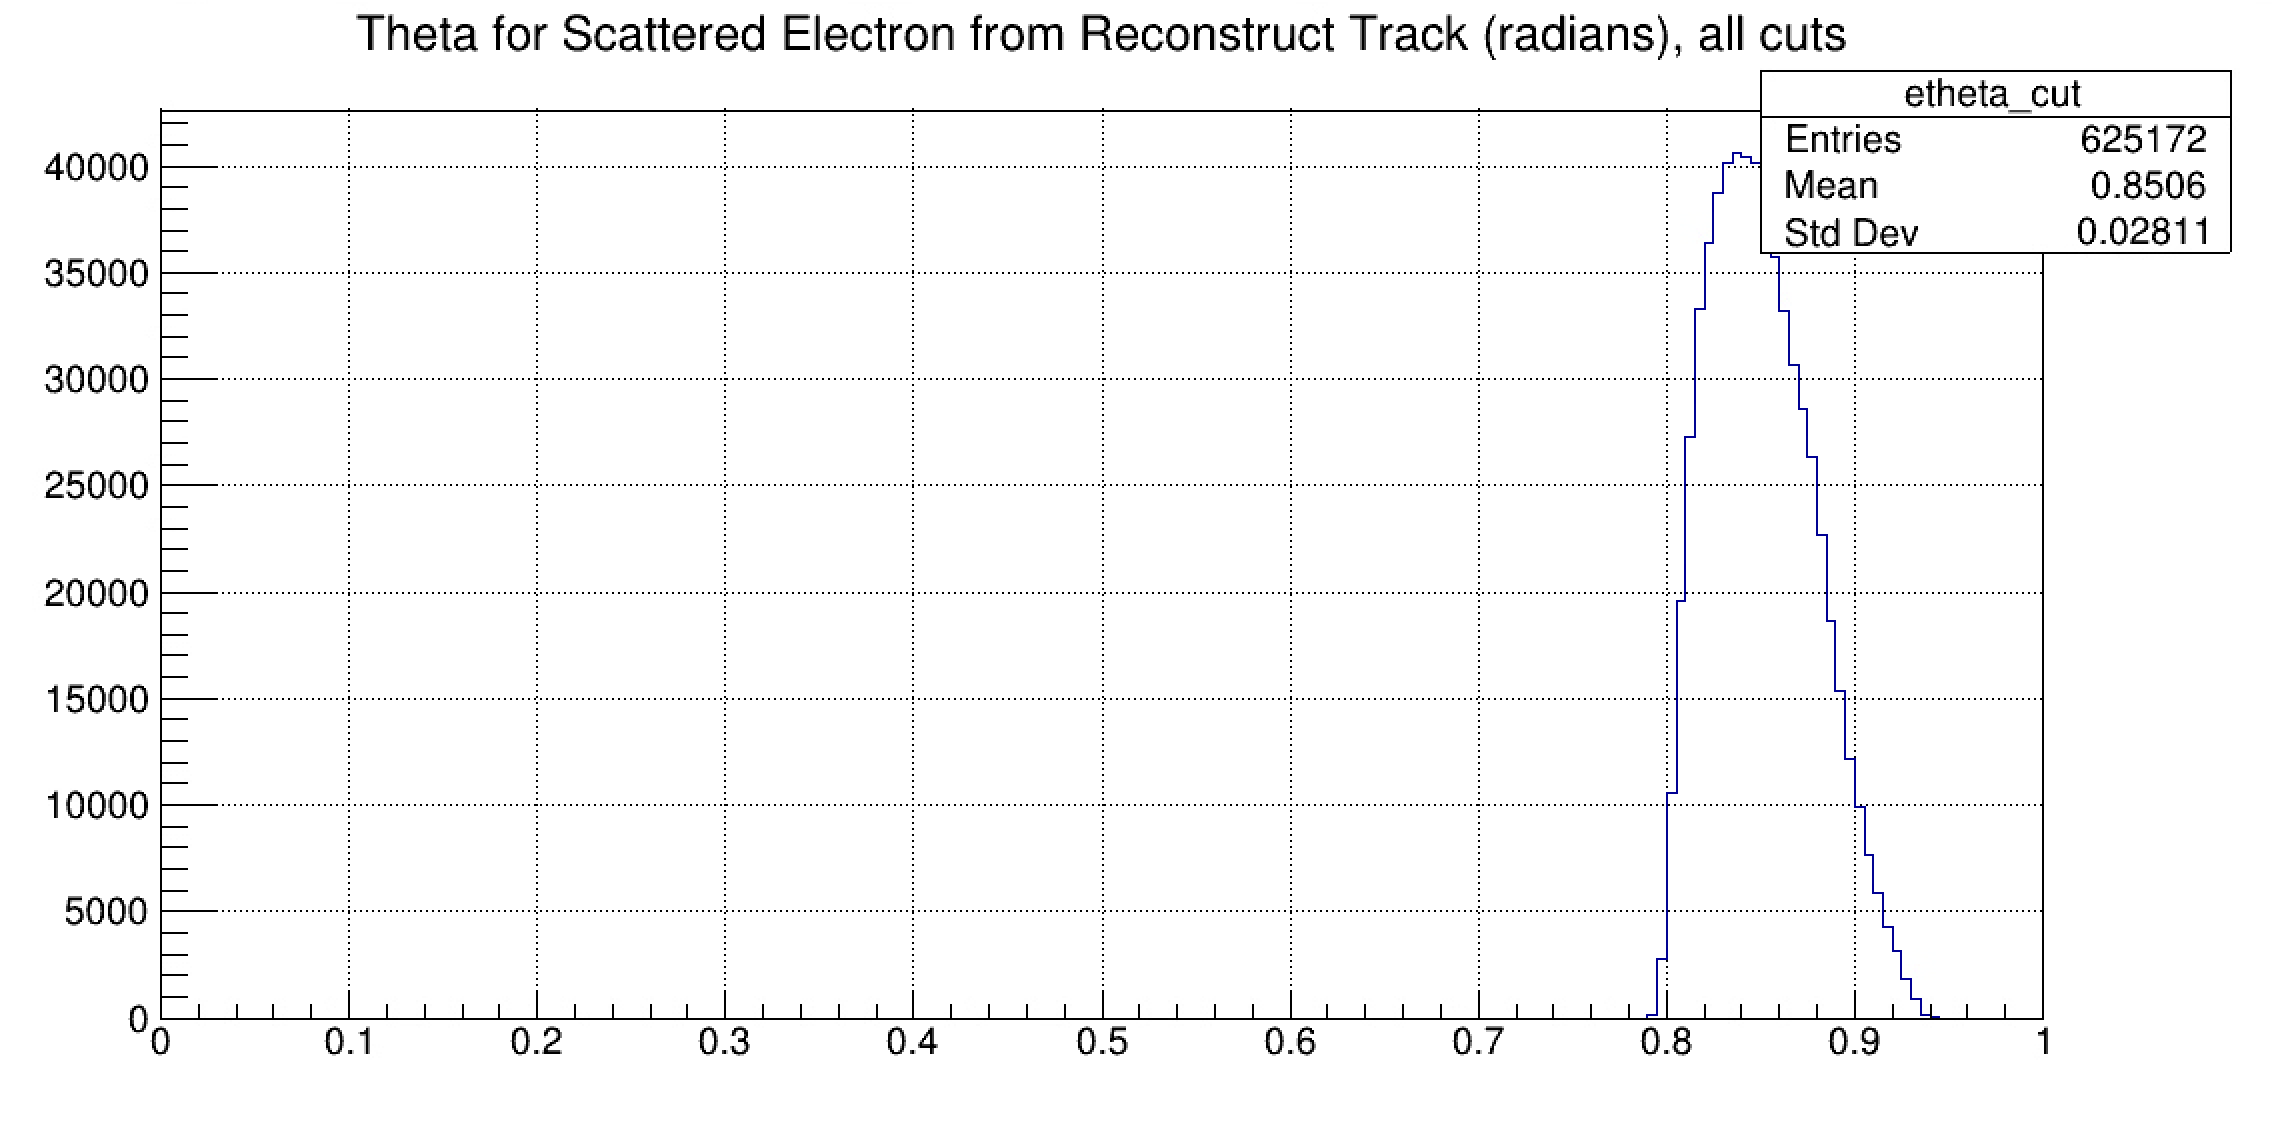 Theta for Scattered Electron from Reconstruct Track (radians), all cuts
etheta_cut
Entries 625172
Mean 0.8506
Std Dev 0.02811
40000
35000
30000
25000
20000
15000
10000
5000
0
0 0.1 0.2 0.3 0.4 0.5 0.6 0.7 0.8 0.9 1